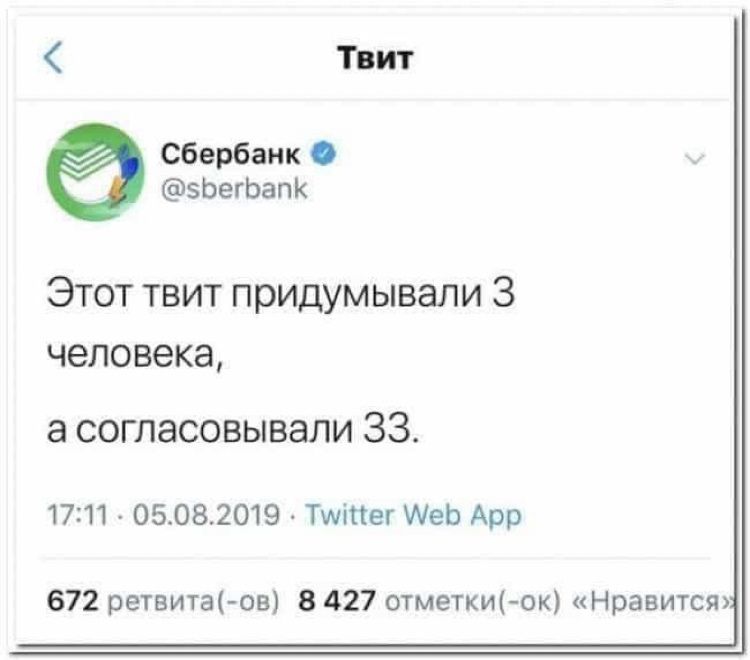 Твит
Сбербанк
@sberbank
Этот твит придумывали 3
человека,
а согласовывали 33.
17:11 · 05.08.2019 · Twitter Web App
672 ретвита(-ов) 8 427 отметки(-ок) «Нравится»